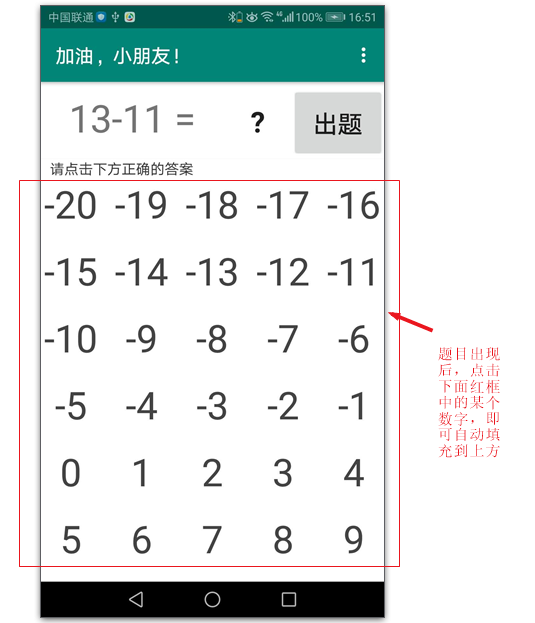 中国联通 4G 100% 16:51
加油，小朋友！
13-11 = ? 出题
请点击下方正确的答案
-20 -19 -18 -17 -16
-15 -14 -13 -12 -11
-10 -9 -8 -7 -6
-5 -4 -3 -2 -1
0 1 2 3 4
5 6 7 8 9
题目出现
后，点击
下面红框
中的某个
数字，即
可自动填
充到上方